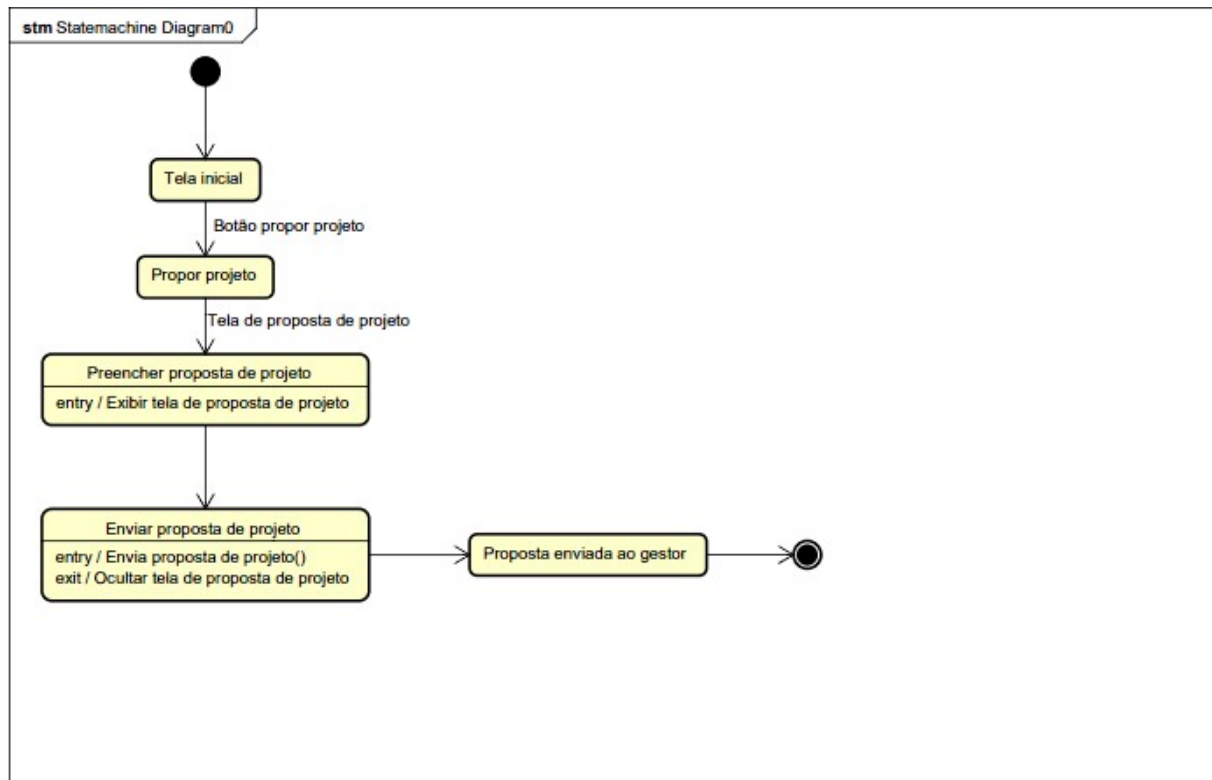 stm Statemachine Diagram0
Tela inicial
Botão propor projeto
Propor projeto
Tela de proposta de projeto
Preencher proposta de projeto
entry / Exibir tela de proposta de projeto
Enviar proposta de projeto
entry / Envia proposta de projeto()
exit / Ocultar tela de proposta de projeto
Proposta enviada ao gestor